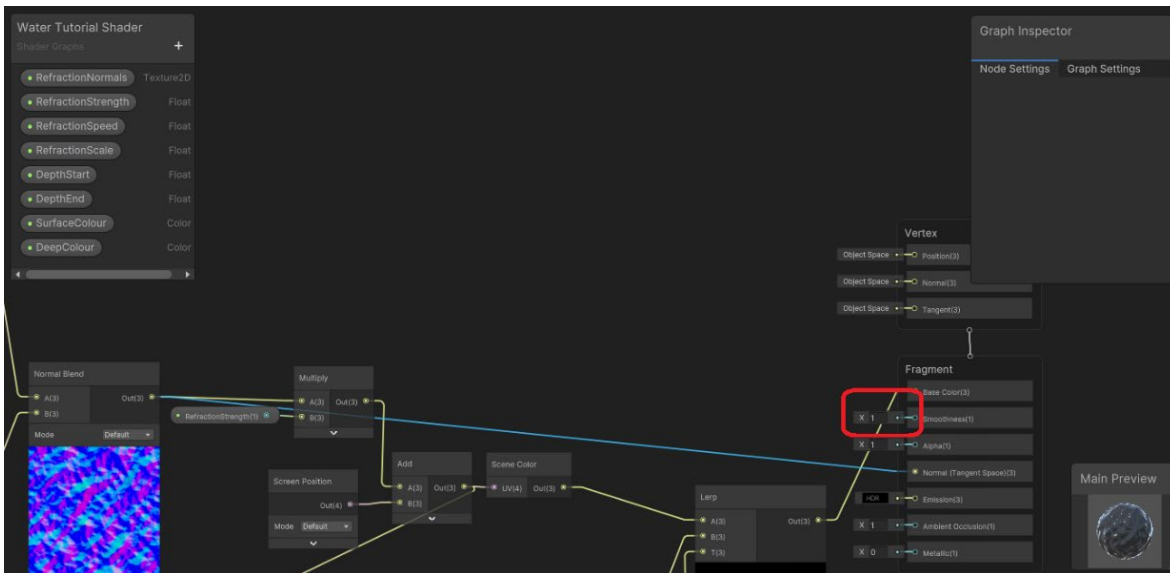 Water Tutorial Shader
Shader Graphs
+
RefractionNormals Texture2D
RefractionStrength Float
RefractionSpeed Float
RefractionScale Float
DepthStart Float
DepthEnd Float
SurfaceColour Color
DeepColour Color
Graph Inspector
Node Settings Graph Settings
Vertex
Object Space Position(3)
Object Space Normal(3)
Object Space Tangent(3)
Normal Blend
A(3) Out(3)
B(3)
Mode Default
Multiply
A(3) Out(3)
RefractionStrength(1) B(3)
Screen Position
Out(4)
Mode Default
Add
A(3) Out(3)
B(3)
Scene Color
UV(4) Out(3)
Lerp
A(3) Out(3)
B(3)
T(3)
Fragment
Base Color(3)
X 1 Smoothness(1)
X 1 Alpha(1)
Normal (Tangent Space)(3)
HDR Emission(3)
X 1 Ambient Occlusion(1)
X 0 Metallic(1)
Main Preview